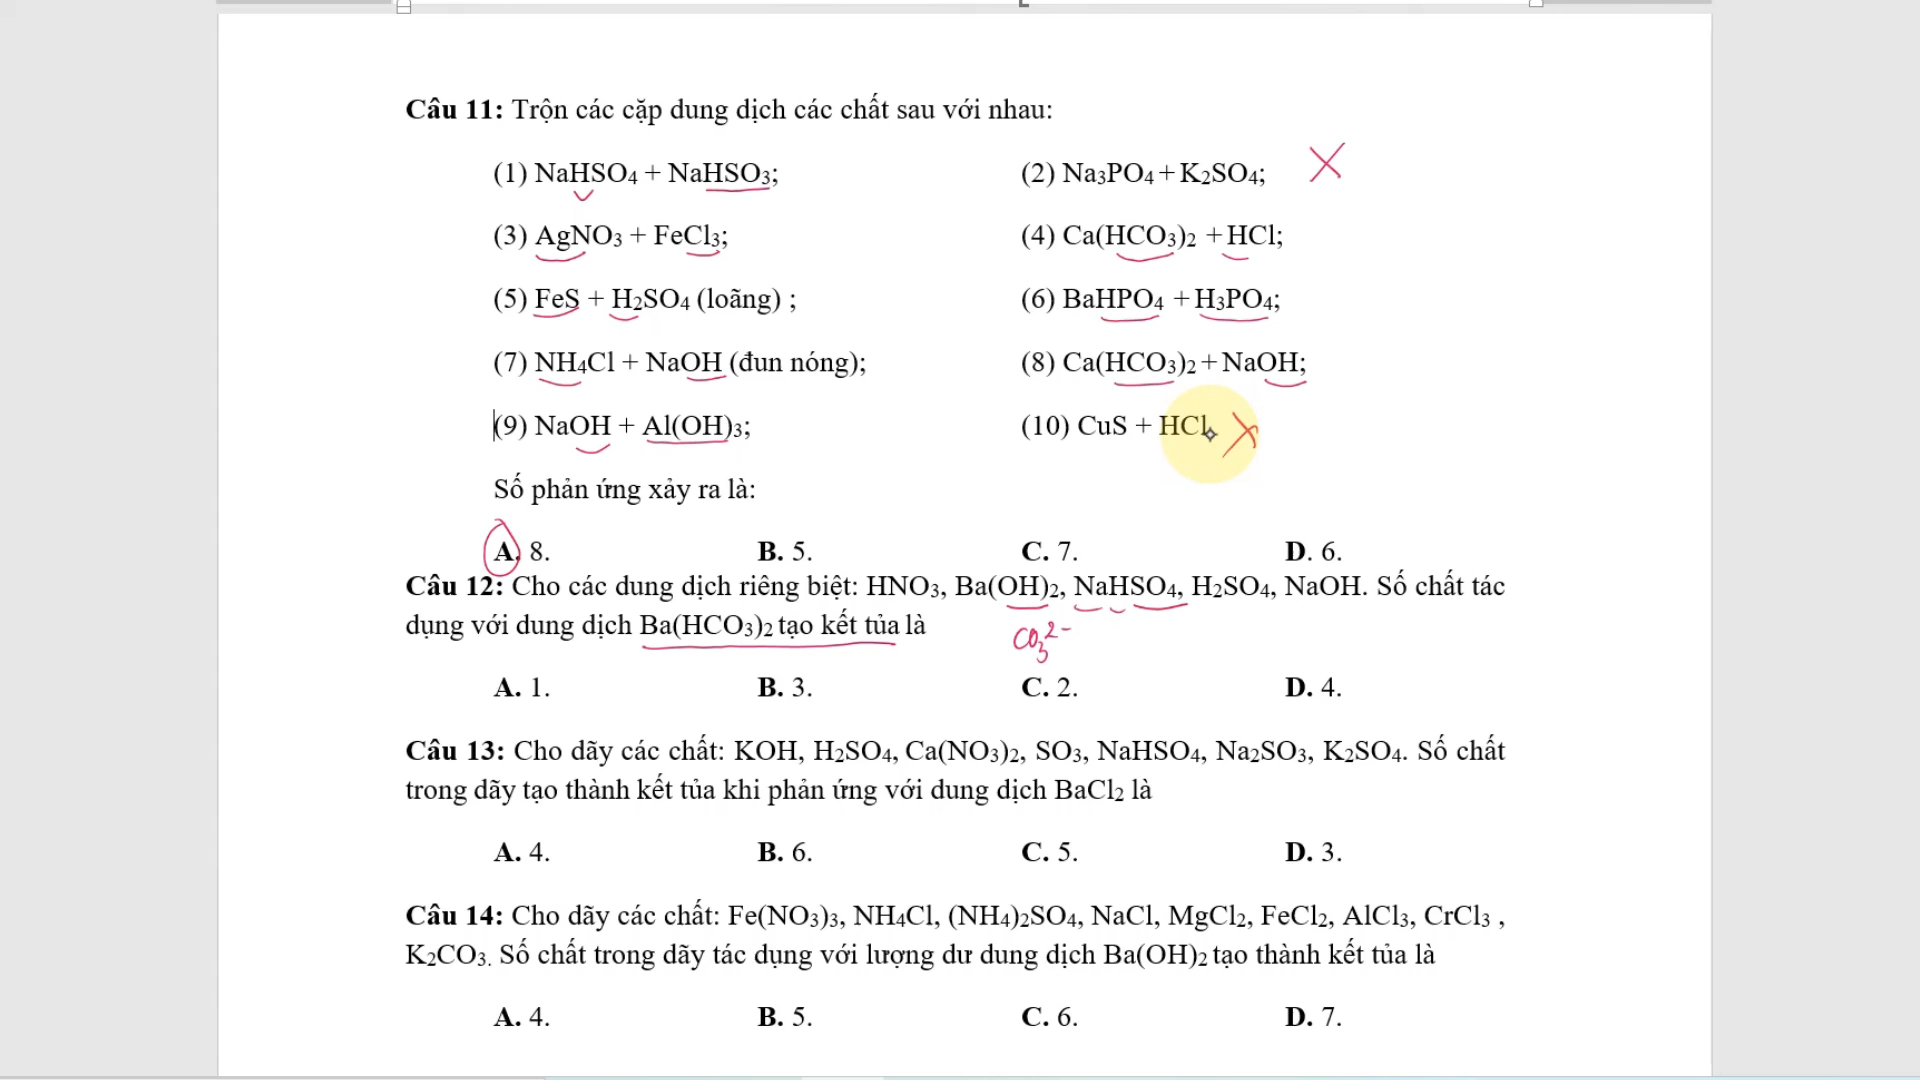 Câu 11: Trộn các cặp dung dịch các chất sau với nhau:
(1) NaHSO4 + NaHSO3; (2) Na3PO4 + K2SO4;
(3) AgNO3 + FeCl3; (4) Ca(HCO3)2 + HCl;
(5) FeS + H2SO4 (loãng) ; (6) BaHPO4 + H3PO4;
(7) NH4Cl + NaOH (đun nóng); (8) Ca(HCO3)2 + NaOH;
(9) NaOH + Al(OH)3; (10) CuS + HCl
Số phản ứng xảy ra là:
A. 8. B. 5. C. 7. D. 6.
Câu 12: Cho các dung dịch riêng biệt: HNO3, Ba(OH)2, NaHSO4, H2SO4, NaOH. Số chất tác
dụng với dung dịch Ba(HCO3)2 tạo kết tủa là
CO3 2-
A. 1. B. 3. C. 2. D. 4.
Câu 13: Cho dãy các chất: KOH, H2SO4, Ca(NO3)2, SO3, NaHSO4, Na2SO3, K2SO4. Số chất
trong dãy tạo thành kết tủa khi phản ứng với dung dịch BaCl2 là
A. 4. B. 6. C. 5. D. 3.
Câu 14: Cho dãy các chất: Fe(NO3)3, NH4Cl, (NH4)2SO4, NaCl, MgCl2, FeCl2, AlCl3, CrCl3 ,
K2CO3. Số chất trong dãy tác dụng với lượng dư dung dịch Ba(OH)2 tạo thành kết tủa là
A. 4. B. 5. C. 6. D. 7.